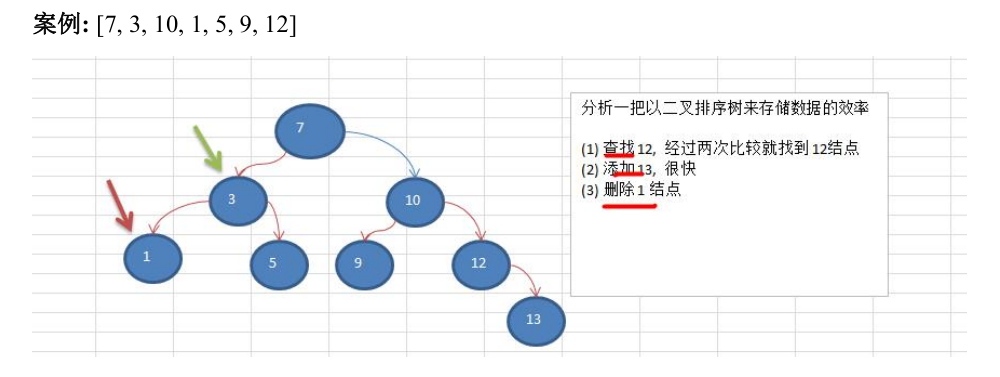 案例: [7, 3, 10, 1, 5, 9, 12]
分析一把以二叉排序树来存储数据的效率
(1) 查找12, 经过两次比较就找到12结点
(2) 添加13, 很快
(3) 删除1 结点
7
3
10
1
5
9
12
13